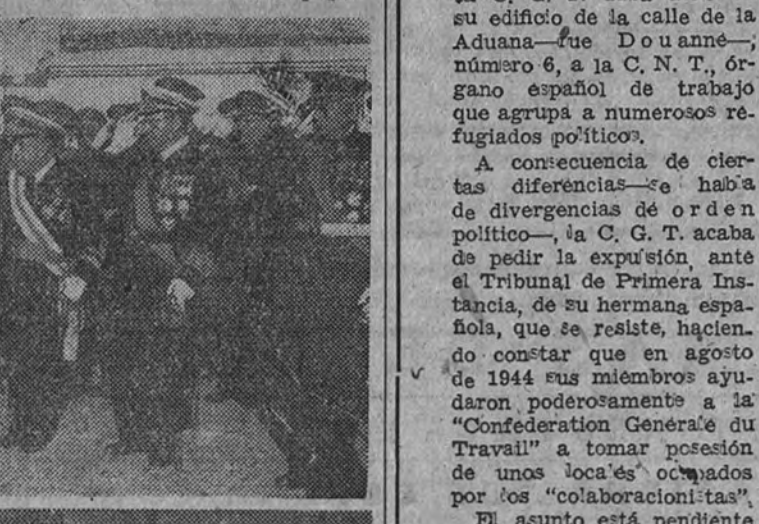 su edificio de la calle de la
Aduana—rue Douanne—,
número 6, a la C. N. T., ór-
gano español de trabajo
que agrupa a numerosos re-
fugiados políticos.
A consecuencia de cier-
tas diferencias—se habla
de divergencias de orden
político—, la C. G. T. acaba
de pedir la expulsión, ante
el Tribunal de Primera Ins-
tancia, de su hermana espa-
ñola, que se resiste, hacien-
do constar que en agosto
de 1944 sus miembros ayu-
daron poderosamente a la
“Confederation Generale du
Travail” a tomar posesión
de unos locales ocupados
por los “colaboracionistas”.
El asunto está pendiente